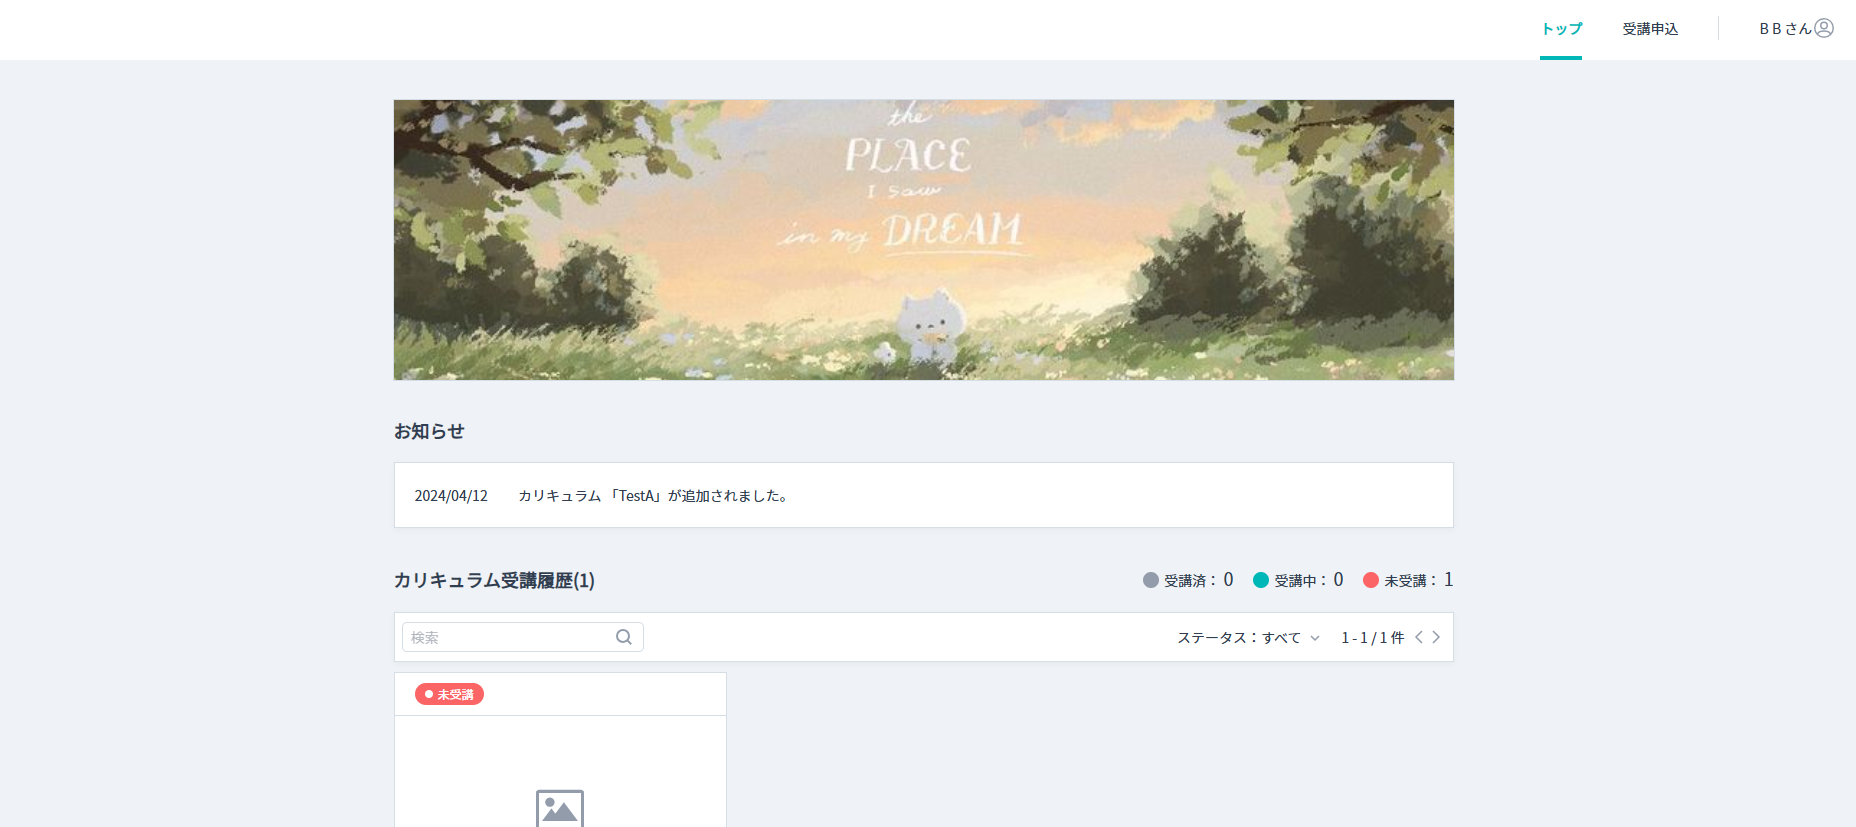 トップ 受講申込 B B さん
the
PLACE
I saw
in my DREAM
お知らせ
2024/04/12 カリキュラム 「TestA」が追加されました。
カリキュラム受講履歴(1) 受講済： 0 受講中： 0 未受講： 1
検索 ステータス：すべて 1 - 1 / 1 件
未受講